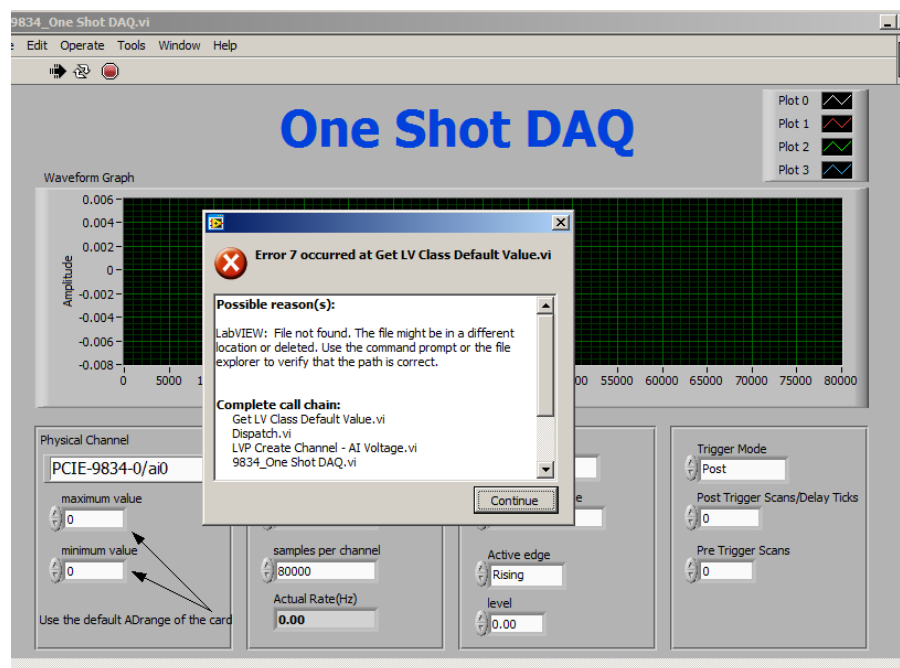 9834_One Shot DAQ.vi
Edit Operate Tools Window Help
One Shot DAQ
Plot 0
Plot 1
Plot 2
Plot 3
Waveform Graph
Amplitude
0.006
0.004
0.002
0
-0.002
-0.004
-0.006
-0.008
0 5000 1 00 55000 60000 65000 70000 75000 80000
Error 7 occurred at Get LV Class Default Value.vi
Possible reason(s):
LabVIEW: File not found. The file might be in a different
location or deleted. Use the command prompt or the file
explorer to verify that the path is correct.
Complete call chain:
Get LV Class Default Value.vi
Dispatch.vi
LVP Create Channel - AI Voltage.vi
9834_One Shot DAQ.vi
Continue
Physical Channel
PCIE-9834-0/ai0
maximum value
0
minimum value
0
Use the default ADrange of the card
samples per channel
80000
Actual Rate(Hz)
0.00
e
Active edge
Rising
level
0.00
Trigger Mode
Post
Post Trigger Scans/Delay Ticks
0
Pre Trigger Scans
0